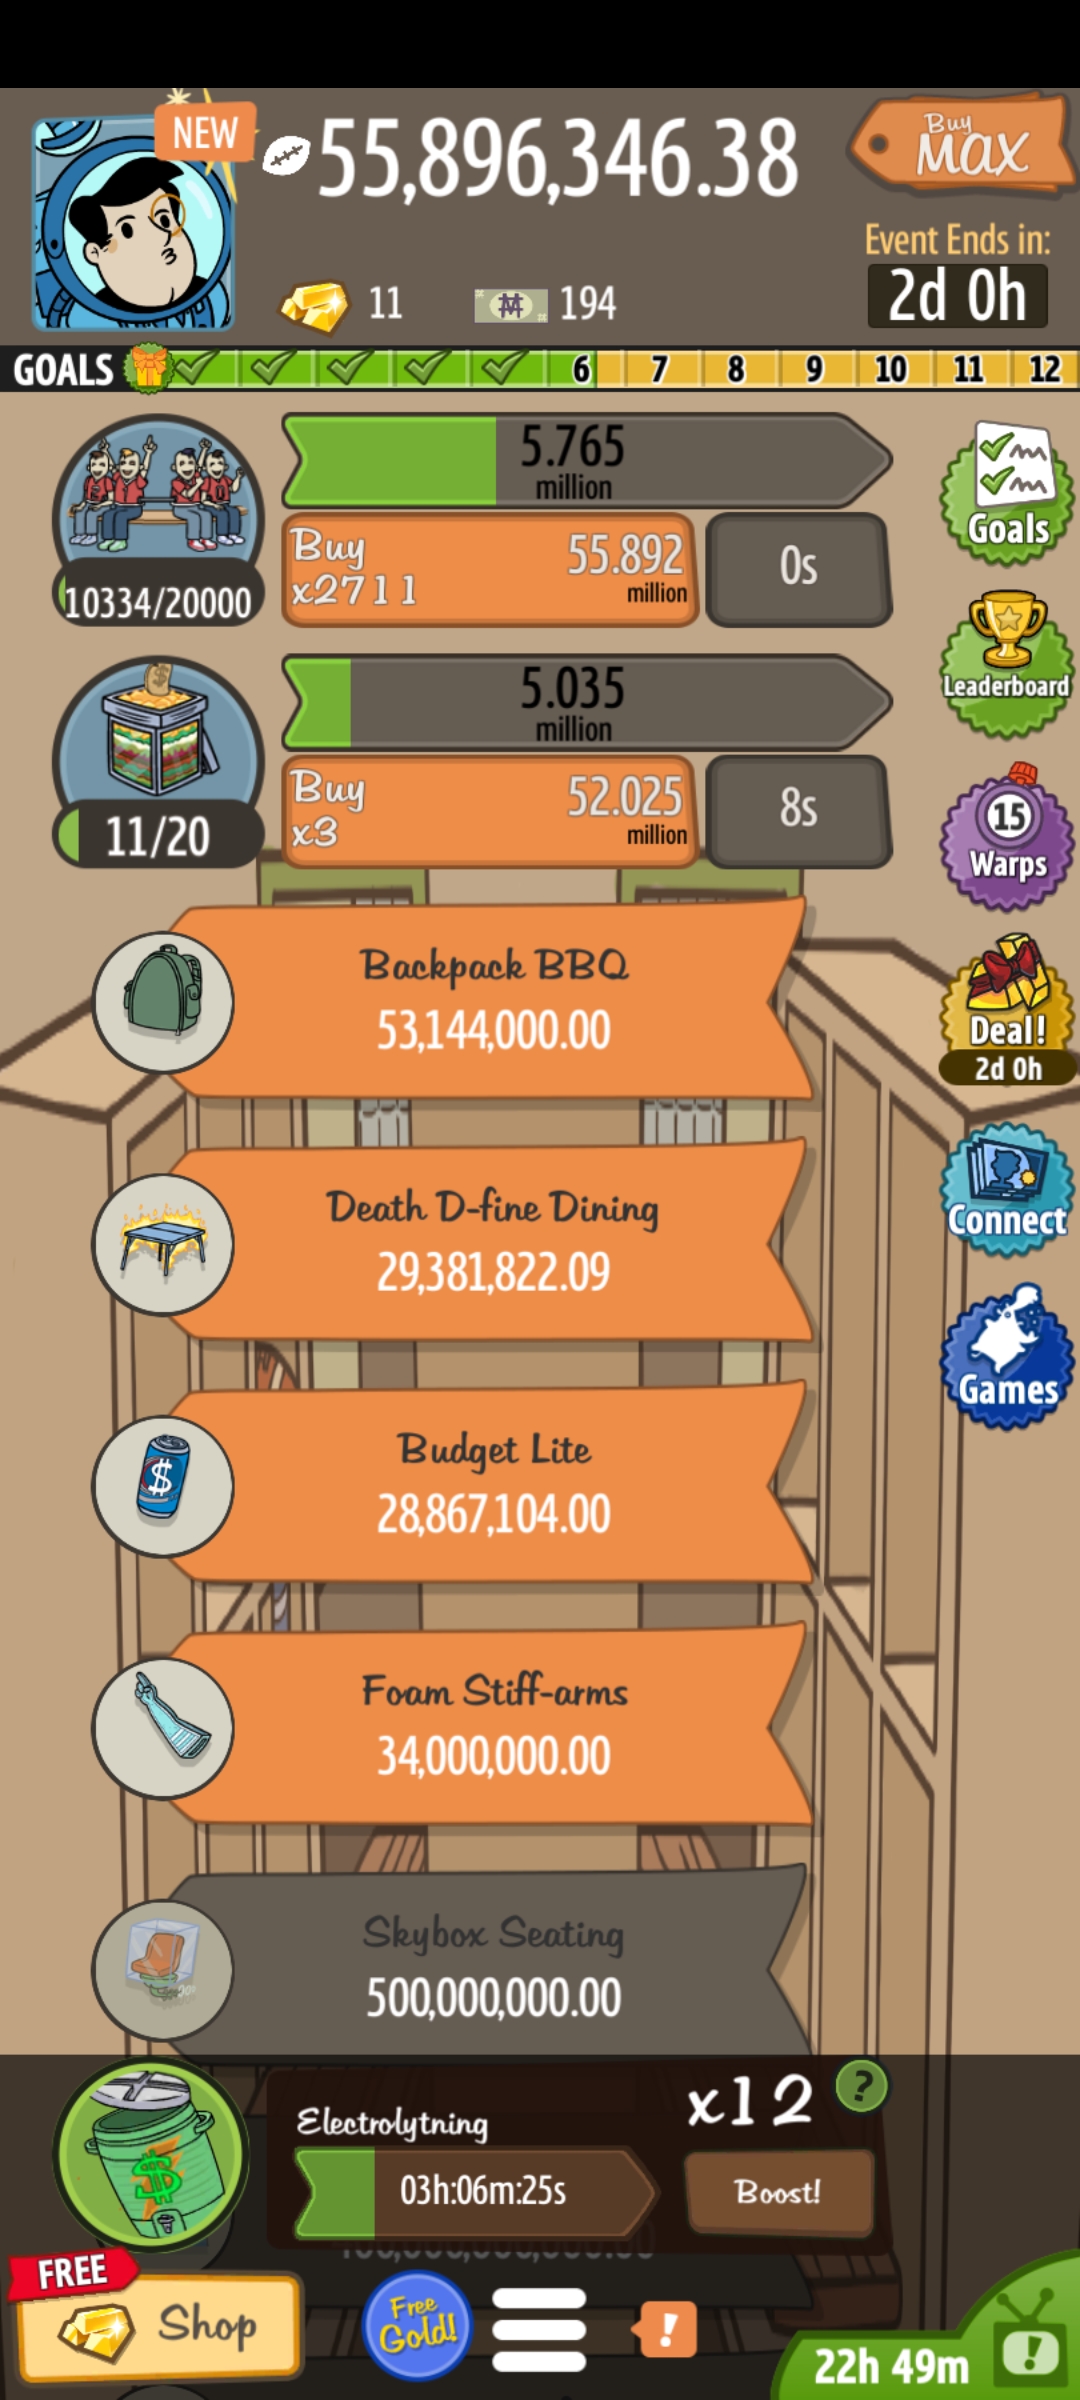 NEW
55,896,346.38
Buy
MAX
Event Ends in:
2d 0h
11
194
GOALS
6 7 8 9 10 11 12
5.765
million
Buy
x2711
55.892
million
0s
10334/20000
Goals
5.035
million
Buy
x3
52.025
million
8s
11/20
Leaderboard
15
Warps
Backpack BBQ
53,144,000.00
Deal!
2d 0h
Death D-fine Dining
29,381,822.09
Connect
Budget Lite
28,867,104.00
Games
Foam Stiff-arms
34,000,000.00
Skybox Seating
500,000,000.00
Electrolytning
x12
?
03h:06m:25s
Boost!
FREE
Shop
Free
Gold!
!
22h 49m
!